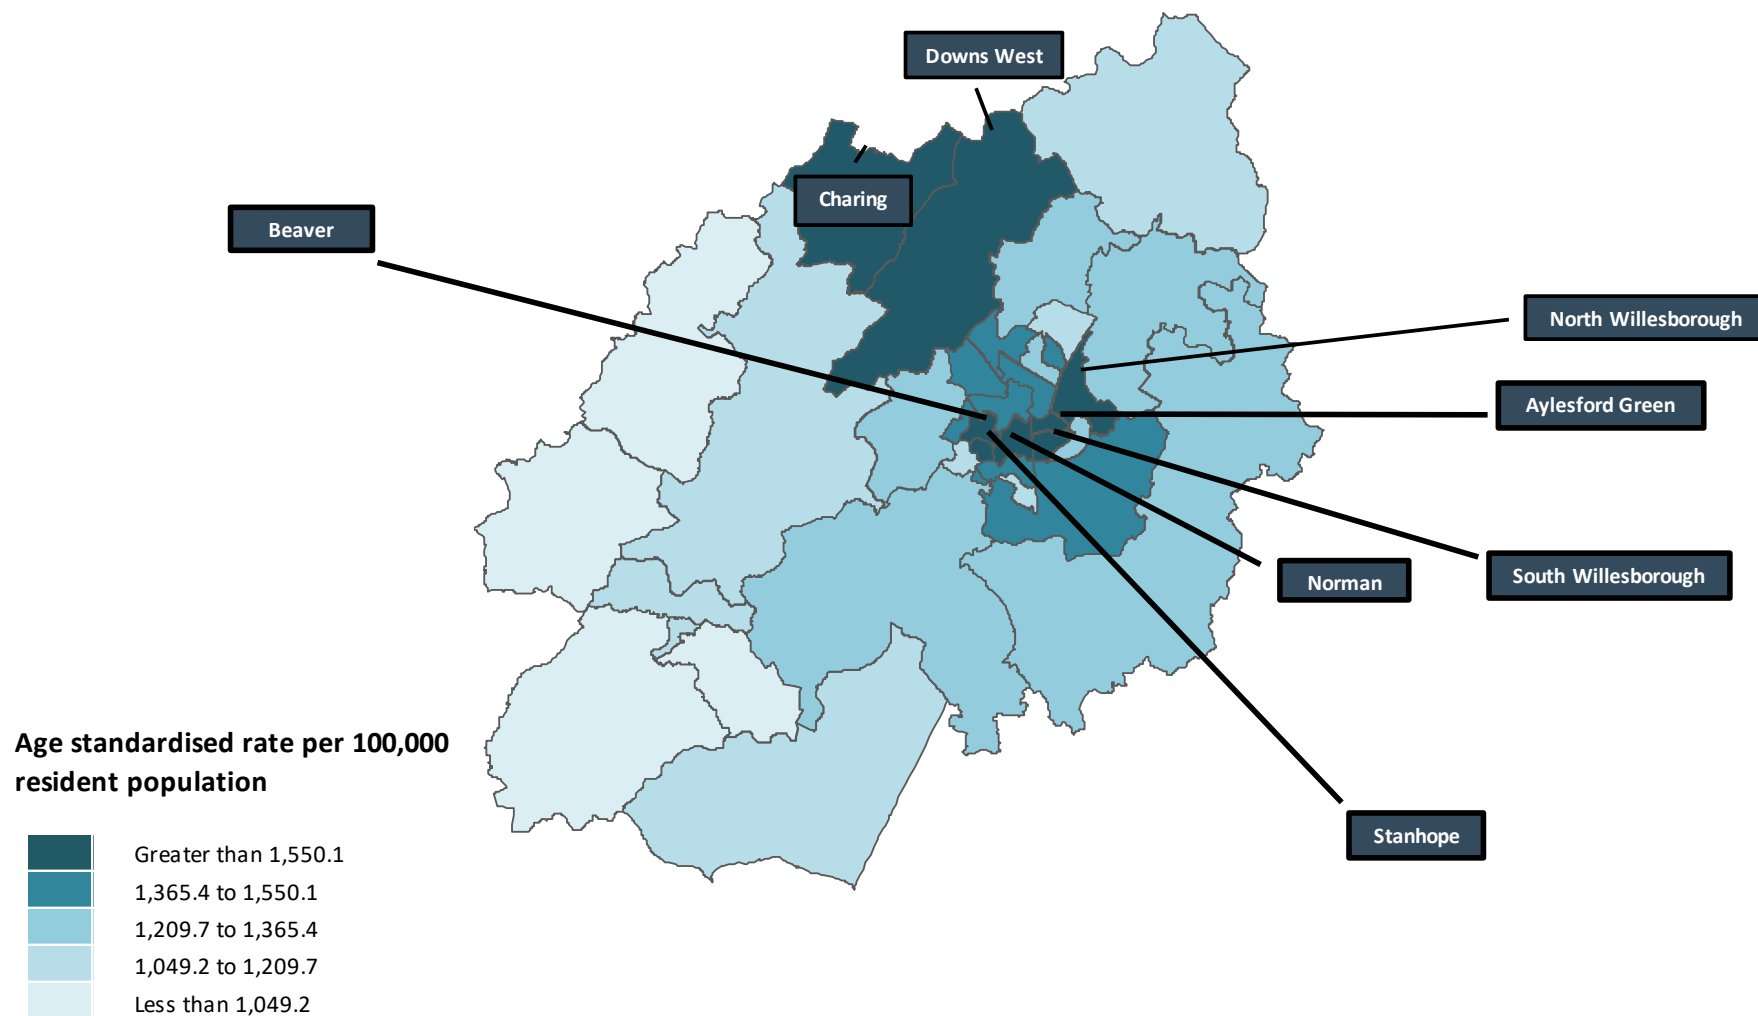 Downs West
Charing
Beaver
North Willesborough
Aylesford Green
South Willesborough
Norman
Stanhope
Age standardised rate per 100,000
resident population
Greater than 1,550.1
1,365.4 to 1,550.1
1,209.7 to 1,365.4
1,049.2 to 1,209.7
Less than 1,049.2